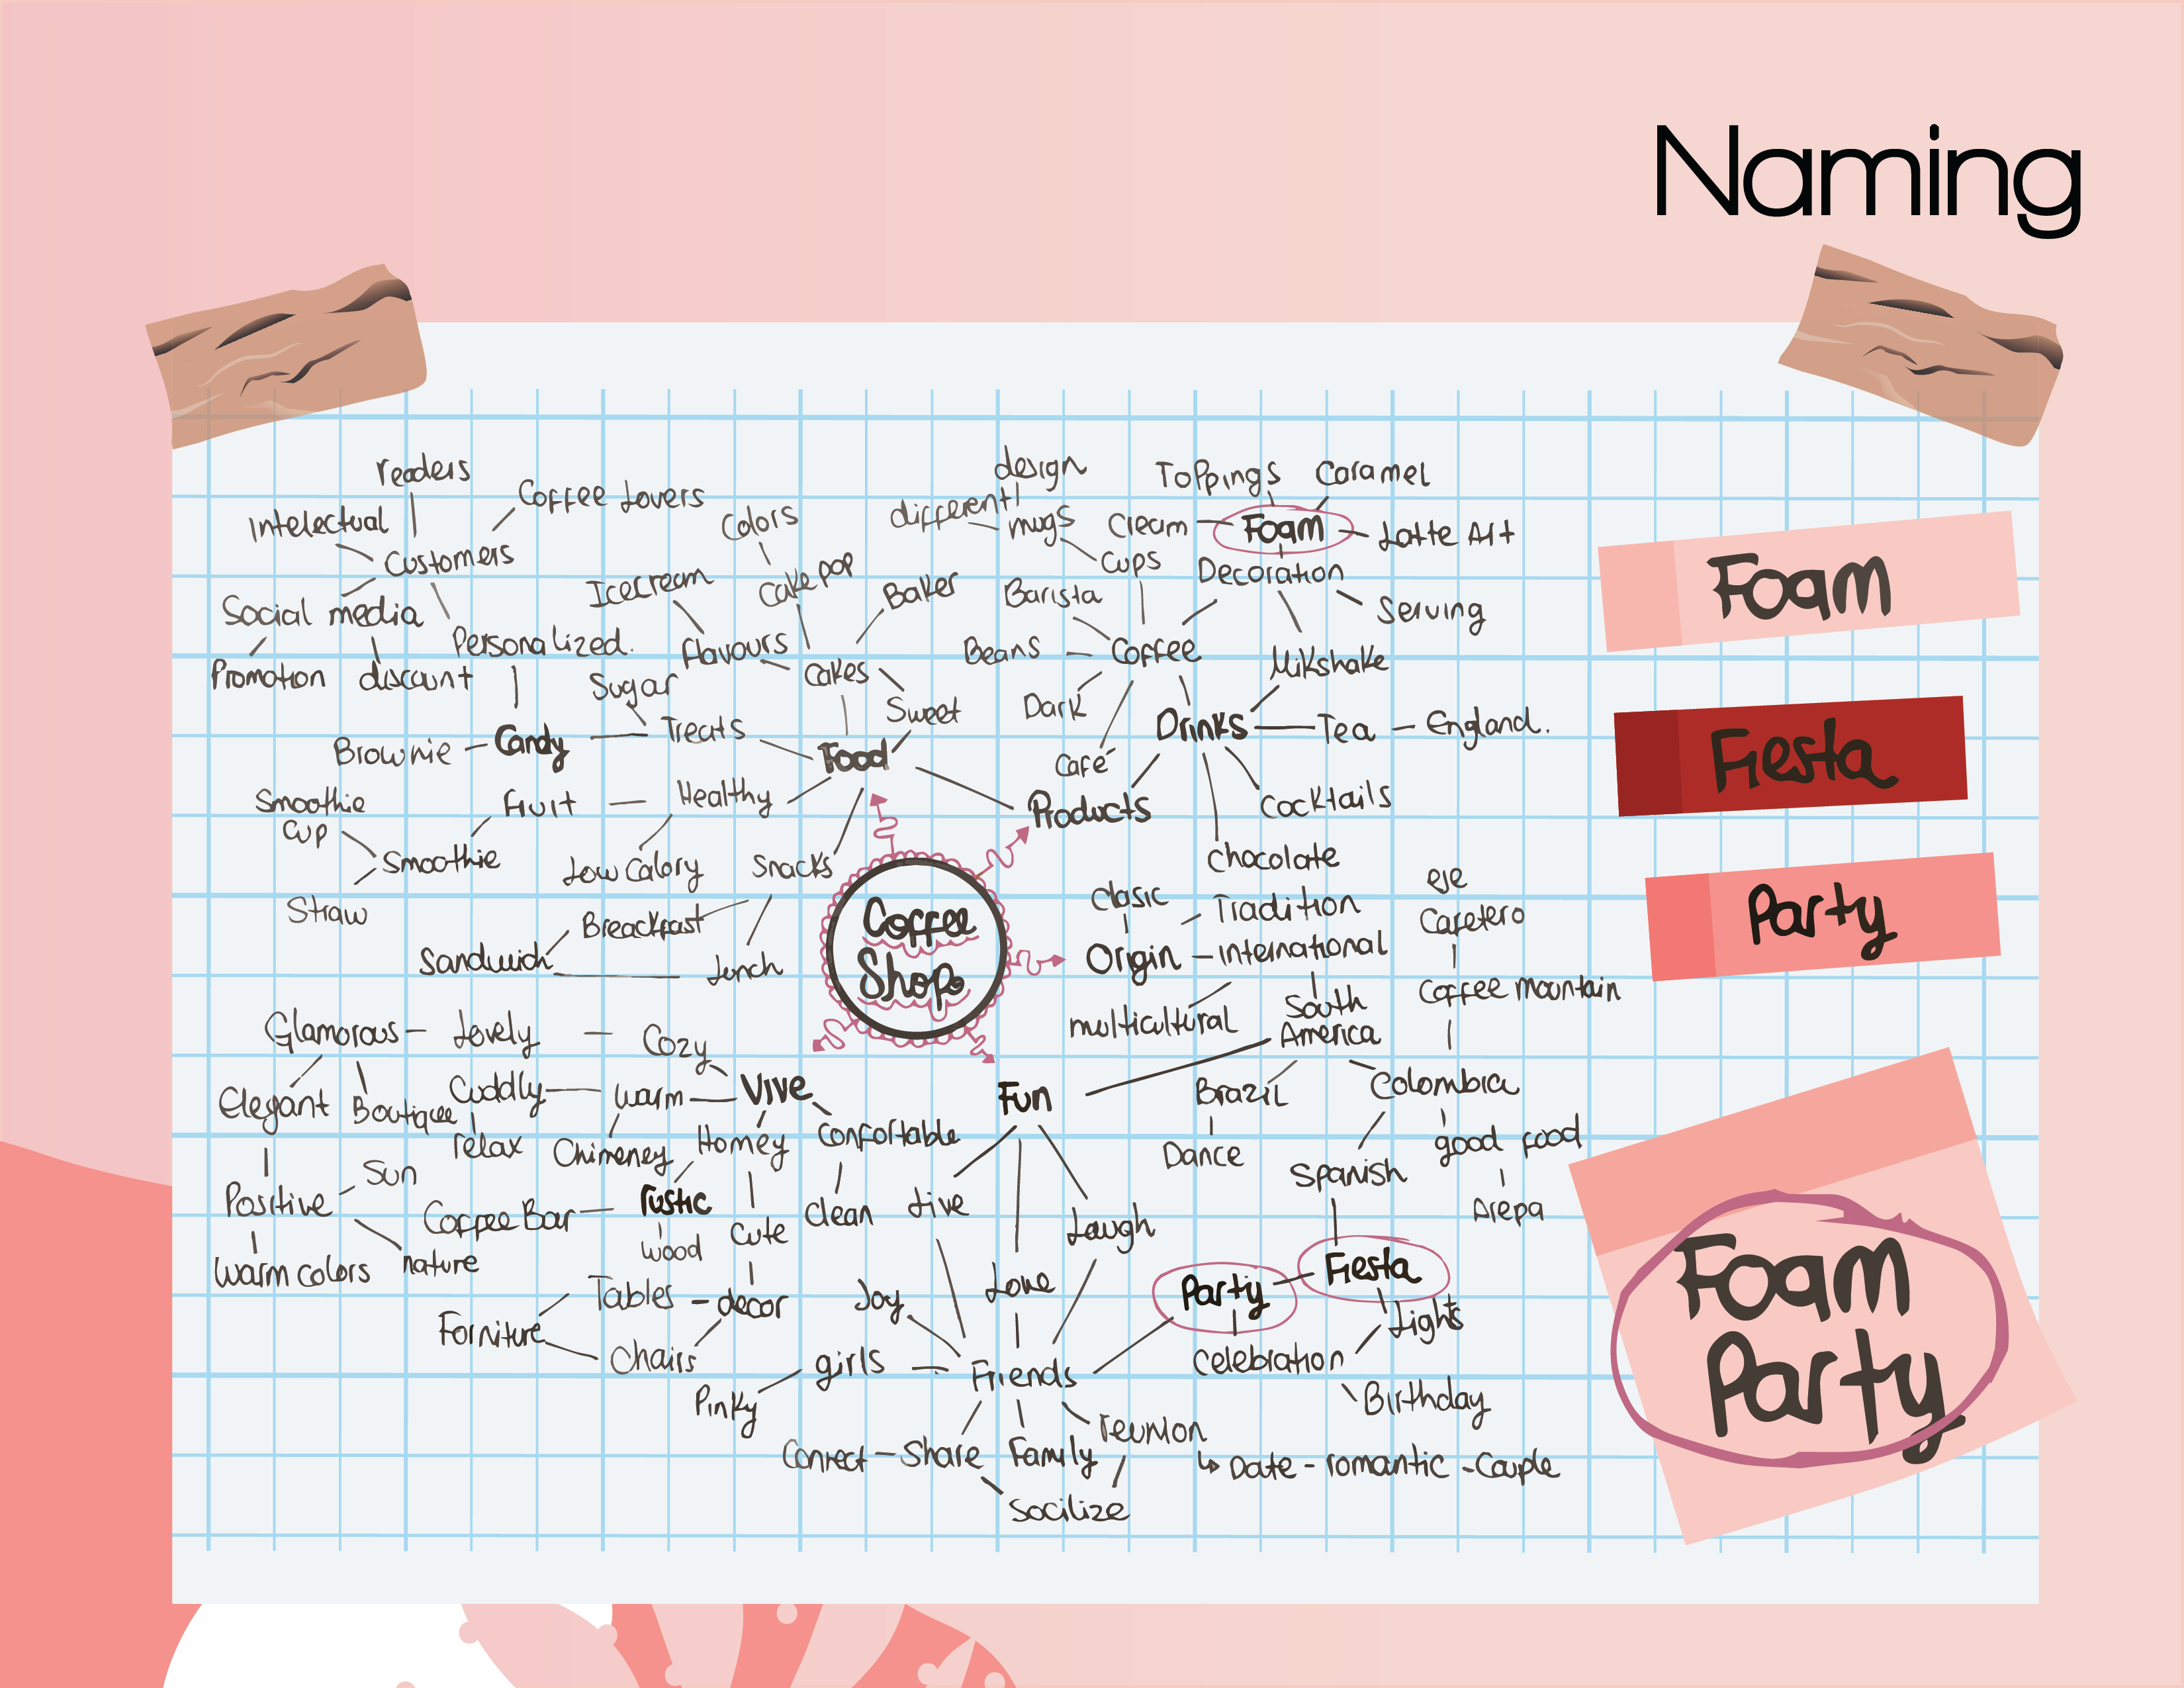 Naming
readers
Coffee Lovers
Intelectual
Customers
Social media
Promotion
discount
Personalized.
Colors
Icecream
Cake pop
Baker
flavours
Cakes
Sweet
Sugar
Treats
Candy
Brownie
Food
Healthy
Fruit
Smoothie
Cup
Smoothie
Straw
Low Calory
Snacks
Breackfast
Sandwich
Lunch
design
different
mugs
Cups
Toppings
Caramel
Cream
Foam
Latte Art
Decoration
Serving
Barista
Beans
Coffee
Dark
Café
Milkshake
Drinks
Tea
England.
Cocktails
Products
Chocolate
Coffee
Shop
Clasic
Tradition
Origin
International
multicultural
South
America
eje
Cafetero
Coffee mountain
Brazil
Colombia
Dance
good food
Arepa
Spanish
Fiesta
Party
Lights
Celebration
Birthday
Glamorous
Lovely
Cozy
Elegant
Boutique
Cuddly
warm
Vive
relax
Chimeney
Homey
Confortable
Positive
Sun
Coffee Bar
Rustic
Clean
Cute
wood
warm colors
nature
Tables
decor
Forniture
Chairs
Fun
Live
Laugh
Love
Joy
girls
Friends
Pinky
Connect
Share
Family
reunion
Socilize
Date - romantic - Couple
Foam
Fiesta
Party
Foam
Party